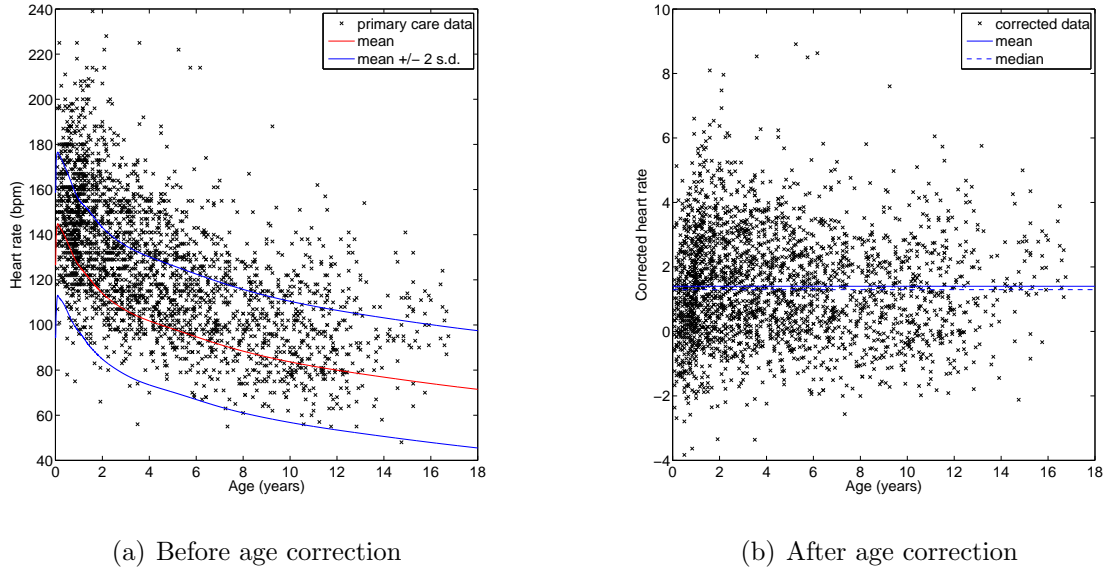 240
220
200
180
160
140
120
100
80
60
40
0 2 4 6 8 10 12 14 16 18
Age (years)
Heart rate (bpm)
primary care data
mean
mean +/− 2 s.d.
(a) Before age correction
10
8
6
4
2
0
−2
−4
0 2 4 6 8 10 12 14 16 18
Age (years)
Corrected heart rate
corrected data
mean
median
(b) After age correction